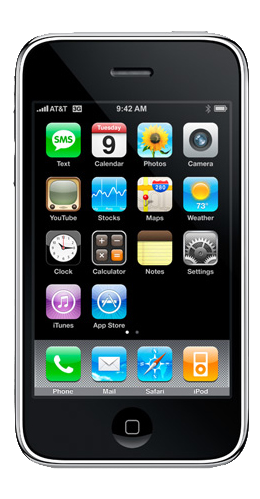 AT&T 3G 9:42 AM
SMS Tuesday 9 280 73°
Text Calendar Photos Camera
YouTube Stocks Maps Weather
Clock Calculator Notes Settings
iTunes App Store
Phone Mail Safari iPod